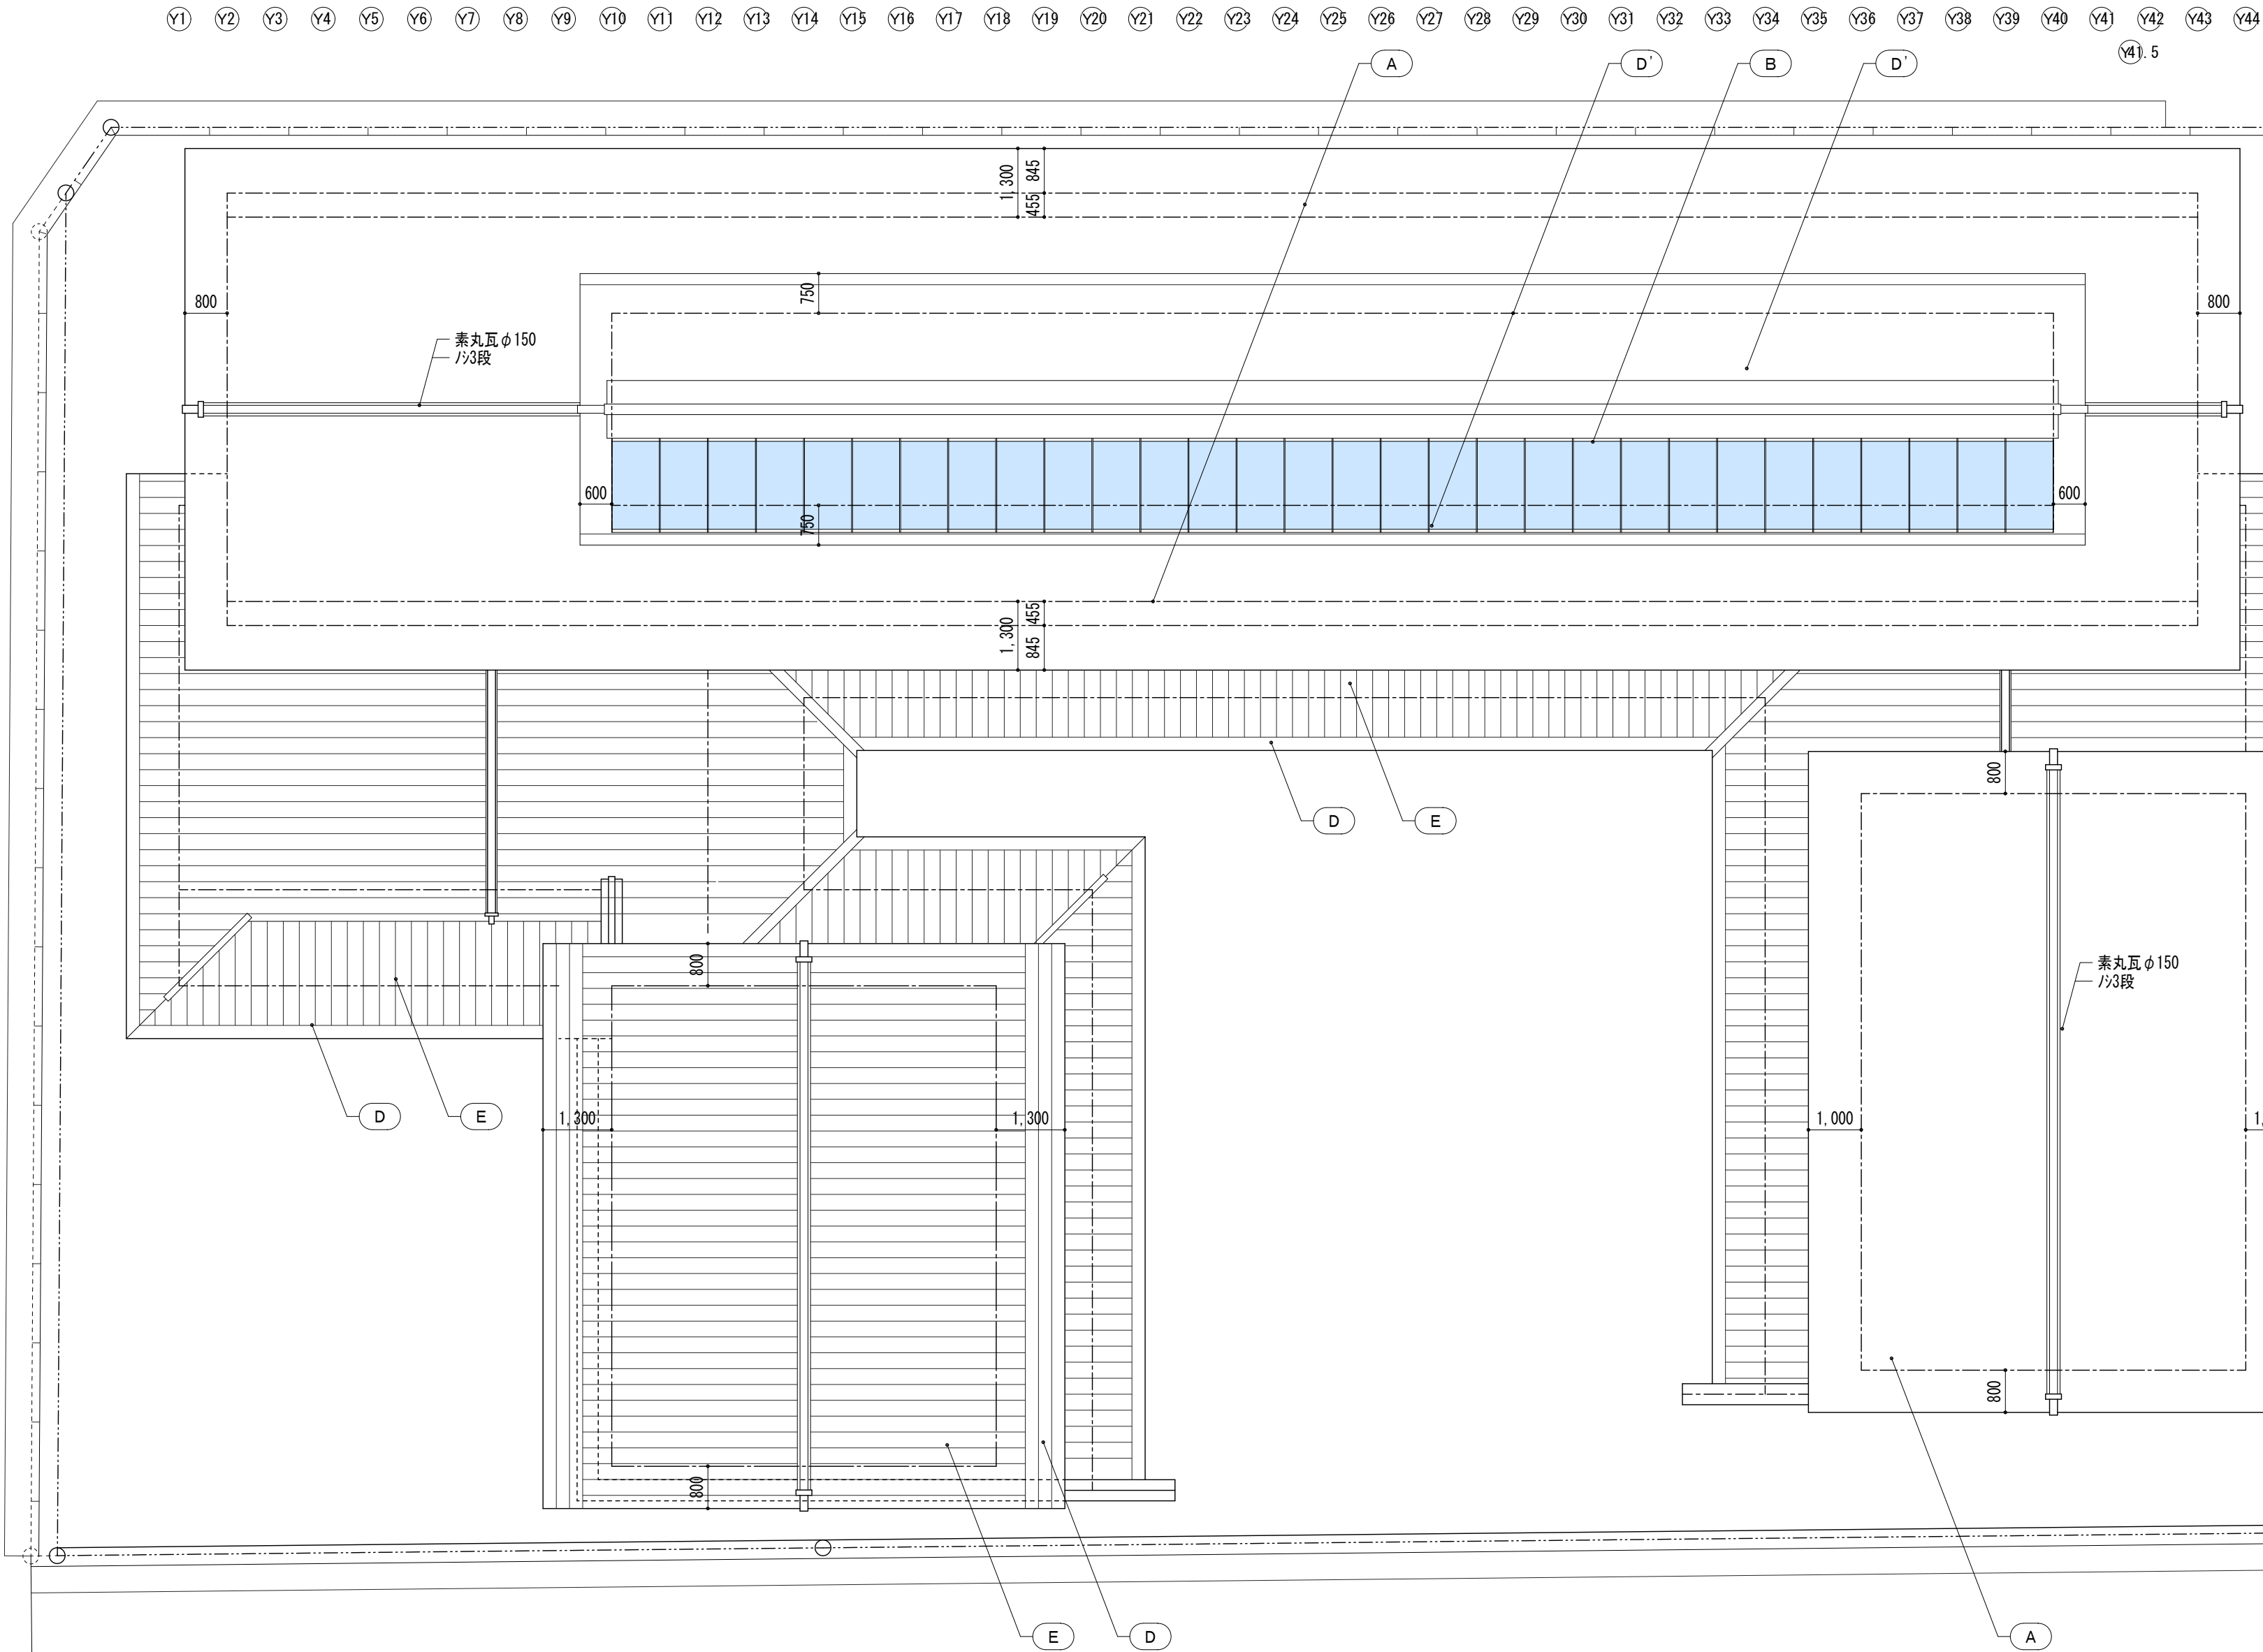 Y1 Y2 Y3 Y4 Y5 Y6 Y7 Y8 Y9 Y10 Y11 Y12 Y13 Y14 Y15 Y16 Y17 Y18 Y19 Y20 Y21 Y22 Y23 Y24 Y25 Y26 Y27 Y28 Y29 Y30 Y31 Y32 Y33 Y34 Y35 Y36 Y37 Y38 Y39 Y40 Y41 Y42 Y43 Y44
Y41.5
A D' B D'
1,300 845
455
800 750 800
素丸瓦φ150
ﾉｼ3段
600 750 600
1,300 455
845
800
D E
800
素丸瓦φ150
ﾉｼ3段
D E 1,300 1,300 1,000 1,
800
800
E D A